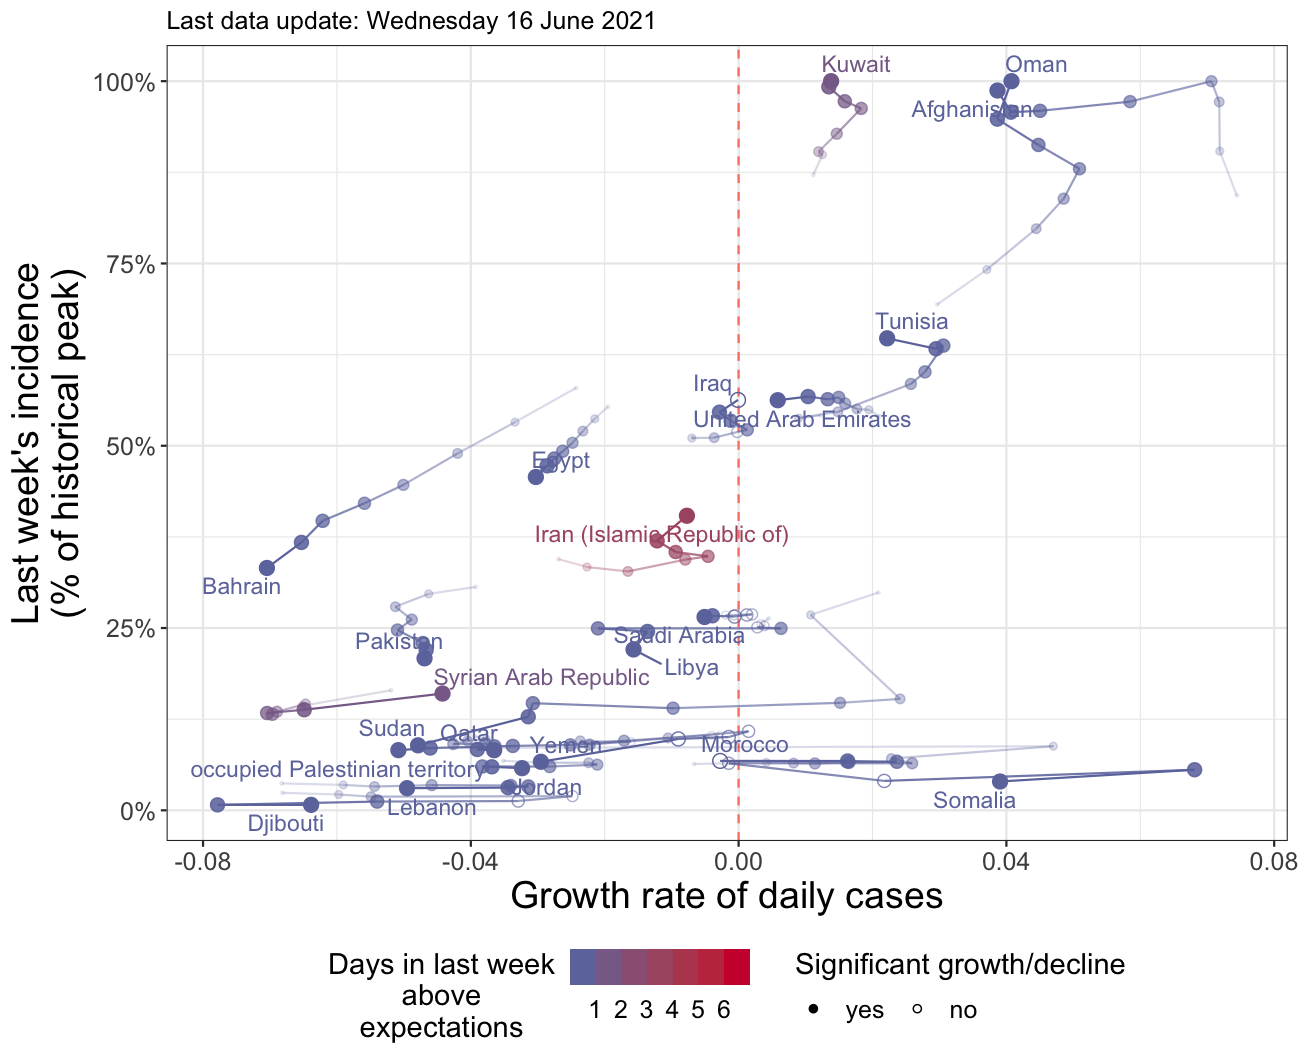 Last data update: Wednesday 16 June 2021
Last week's incidence
(% of historical peak)
100%
75%
50%
25%
0%
Kuwait
Oman
Afghanistan
Tunisia
Iraq
United Arab Emirates
Egypt
Iran (Islamic Republic of)
Bahrain
Pakistan
Saudi Arabia
Libya
Syrian Arab Republic
Sudan
Qatar
Yemen
Morocco
occupied Palestinian territory
Jordan
Lebanon
Somalia
Djibouti
-0.08
-0.04
0.00
0.04
0.08
Growth rate of daily cases
Days in last week
above
expectations
1 2 3 4 5 6
Significant growth/decline
yes
no